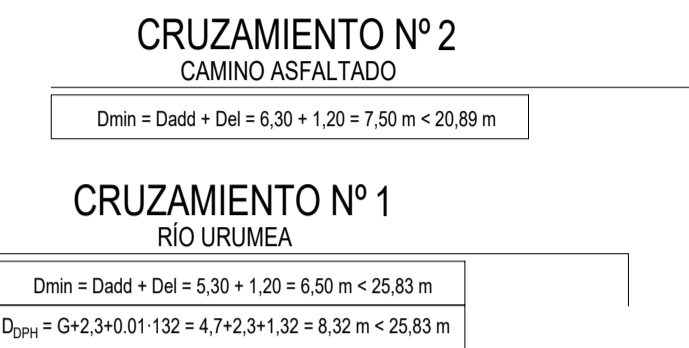 CRUZAMIENTO Nº 2
CAMINO ASFALTADO
Dmin = Dadd + Del = 6,30 + 1,20 = 7,50 m < 20,89 m
CRUZAMIENTO Nº 1
RÍO URUMEA
Dmin = Dadd + Del = 5,30 + 1,20 = 6,50 m < 25,83 m
D_DPH = G+2,3+0.01·132 = 4,7+2,3+1,32 = 8,32 m < 25,83 m